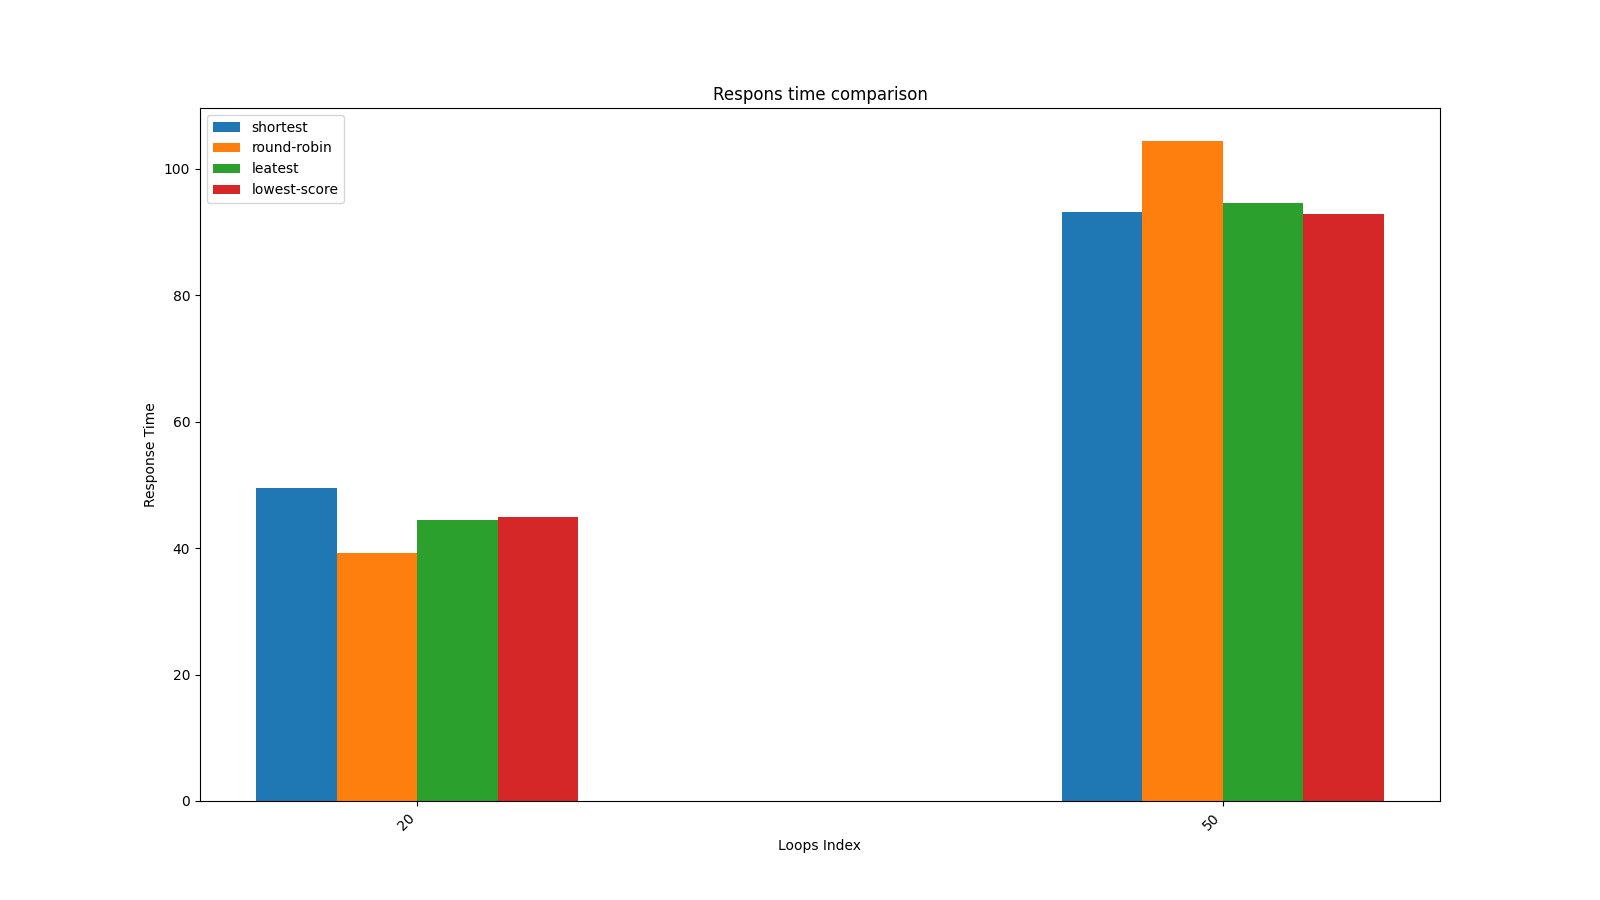 Respons time comparison
shortest
round-robin
leatest
lowest-score
100
80
60
40
20
0
Response Time
20
50
Loops Index